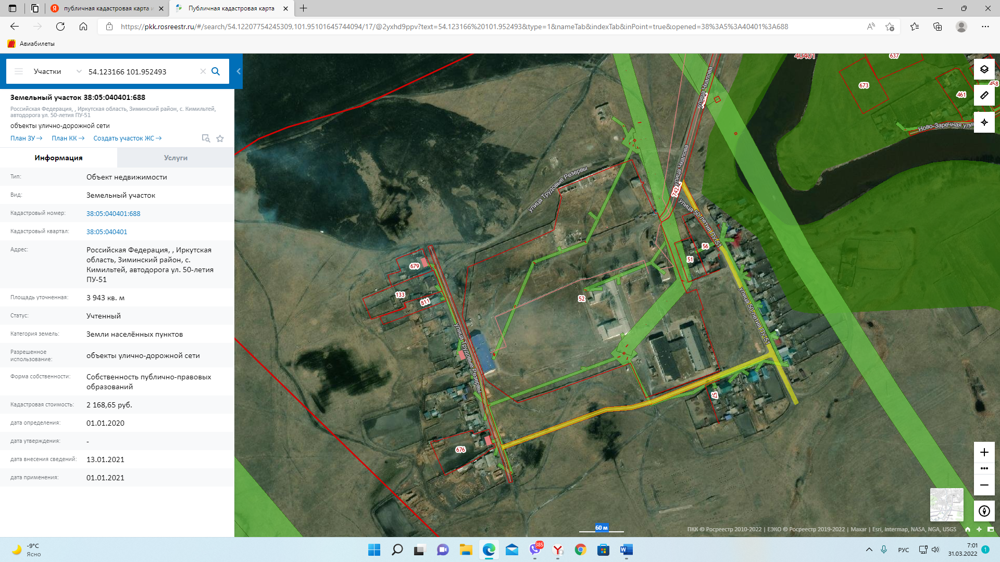 публичная кадастровая карта и
Публичная кадастровая карта
https://pkk.rosreestr.ru/#/search/54.12207754245309,101.95101645744094/17/@2yxhd9ppv?text=54.123166%20101.952493&type=1&nameTab&indexTab&inPoint=true&opened=38%3A5%3A40401%3A688
Авиабилеты
Участки
54.123166 101.952493
Земельный участок 38:05:040401:688
Российская Федерация, , Иркутская область, Зиминский район, с. Кимильтей,
автодорога ул. 50-летия ПУ-51
объекты улично-дорожной сети
План ЗУ→ План КК→ Создать участок ЖС→
Информация
Услуги
Тип: Объект недвижимости
Вид: Земельный участок
Кадастровый номер: 38:05:040401:688
Кадастровый квартал: 38:05:040401
Адрес: Российская Федерация, , Иркутская
область, Зиминский район, с.
Кимильтей, автодорога ул. 50-летия
ПУ-51
Площадь уточненная: 3 943 кв. м
Статус: Учтенный
Категория земель: Земли населённых пунктов
Разрешенное
использование: объекты улично-дорожной сети
Форма собственности: Собственность публично-правовых
образований
Кадастровая стоимость: 2 168,65 руб.
дата определения: 01.01.2020
дата утверждения: -
дата внесения сведений: 13.01.2021
дата применения: 01.01.2021
40401
637
673
461
458
улица Чкалова
Ново-Заречная ули
улица Чкалова
742
улица Трудовые Резервы
улица 50-летия ПУ-51
56
51
679
133
811
52
улица 50-летия ПУ-51
улица Трудовые Резервы
57
676
60 м
ПКК © Росреестр 2010-2022 | ЕЭКО © Росреестр 2019-2022 | Maxar | Esri, Intermap, NASA, NGA, USGS
-9°C
Ясно
385
РУС
7:01
31.03.2022
1